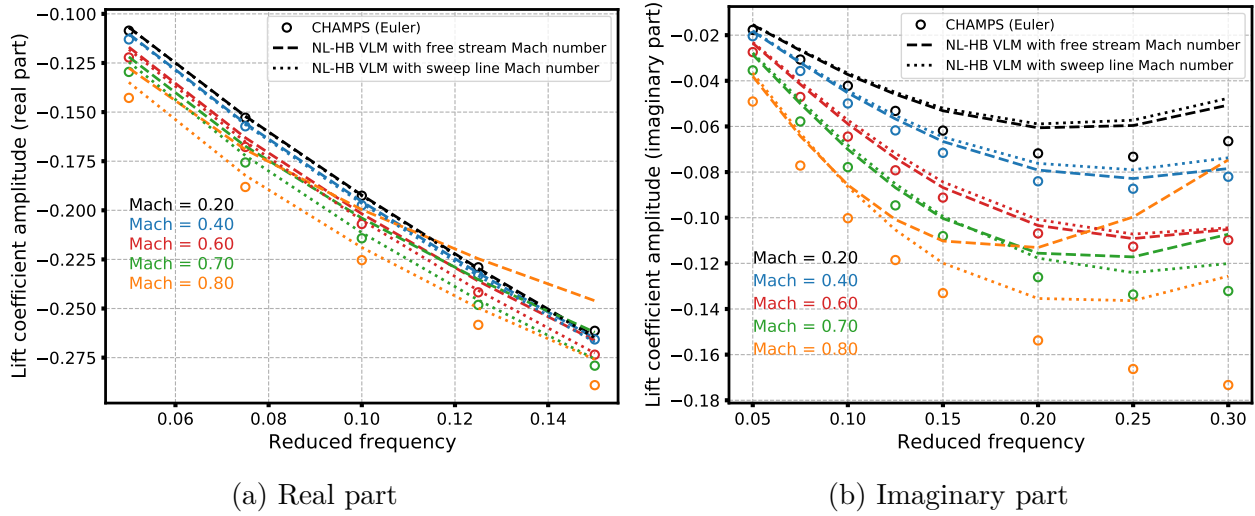 Lift coefficient amplitude (real part)
−0.100
−0.125
−0.150
−0.175
−0.200
−0.225
−0.250
−0.275
CHAMPS (Euler)
NL-HB VLM with free stream Mach number
NL-HB VLM with sweep line Mach number
Mach = 0.20
Mach = 0.40
Mach = 0.60
Mach = 0.70
Mach = 0.80
0.06 0.08 0.10 0.12 0.14
Reduced frequency
(a) Real part
Lift coefficient amplitude (imaginary part)
−0.02
−0.04
−0.06
−0.08
−0.10
−0.12
−0.14
−0.16
−0.18
CHAMPS (Euler)
NL-HB VLM with free stream Mach number
NL-HB VLM with sweep line Mach number
Mach = 0.20
Mach = 0.40
Mach = 0.60
Mach = 0.70
Mach = 0.80
0.05 0.10 0.15 0.20 0.25 0.30
Reduced frequency
(b) Imaginary part